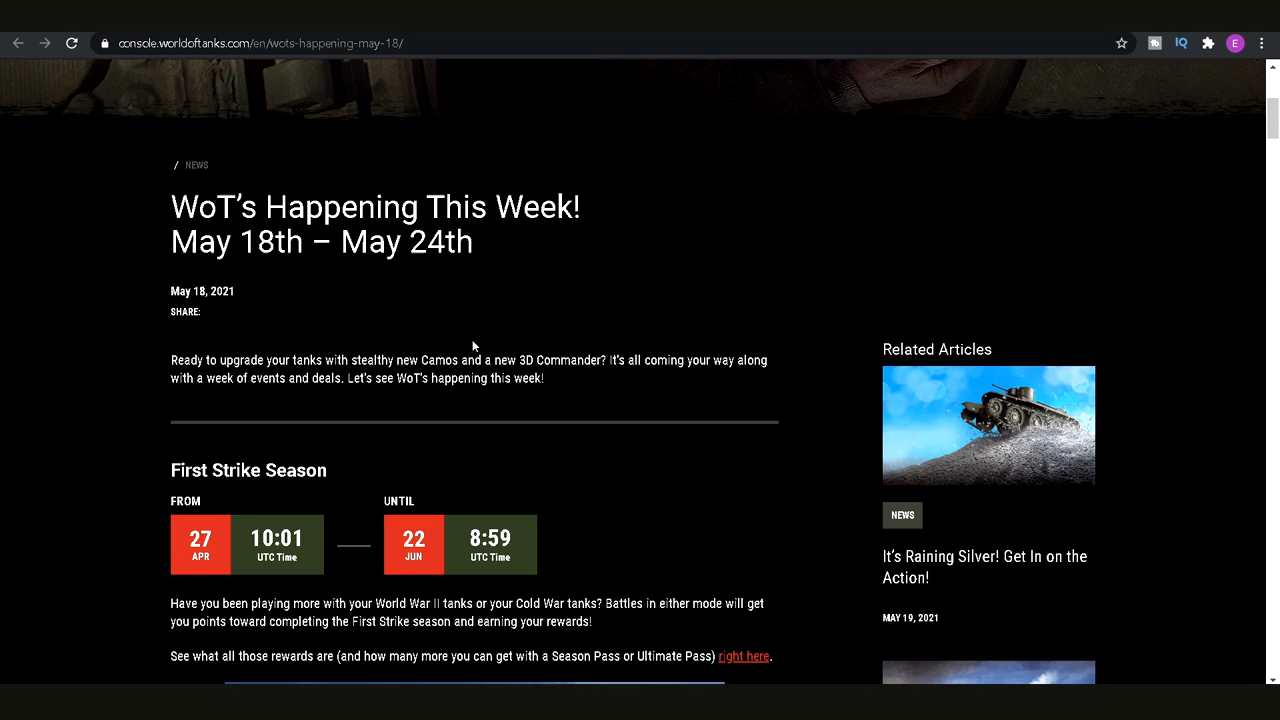 console.worldoftanks.com/en/wots-happening-may-18/
IQ
E
/ NEWS
WoT's Happening This Week!
May 18th – May 24th
May 18, 2021
SHARE:
Ready to upgrade your tanks with stealthy new Camos and a new 3D Commander? It's all coming your way along
with a week of events and deals. Let's see WoT's happening this week!
First Strike Season
FROM
27
APR
10:01
UTC Time
UNTIL
22
JUN
8:59
UTC Time
Have you been playing more with your World War II tanks or your Cold War tanks? Battles in either mode will get
you points toward completing the First Strike season and earning your rewards!
See what all those rewards are (and how many more you can get with a Season Pass or Ultimate Pass) right here.
Related Articles
NEWS
It's Raining Silver! Get In on the
Action!
MAY 19, 2021